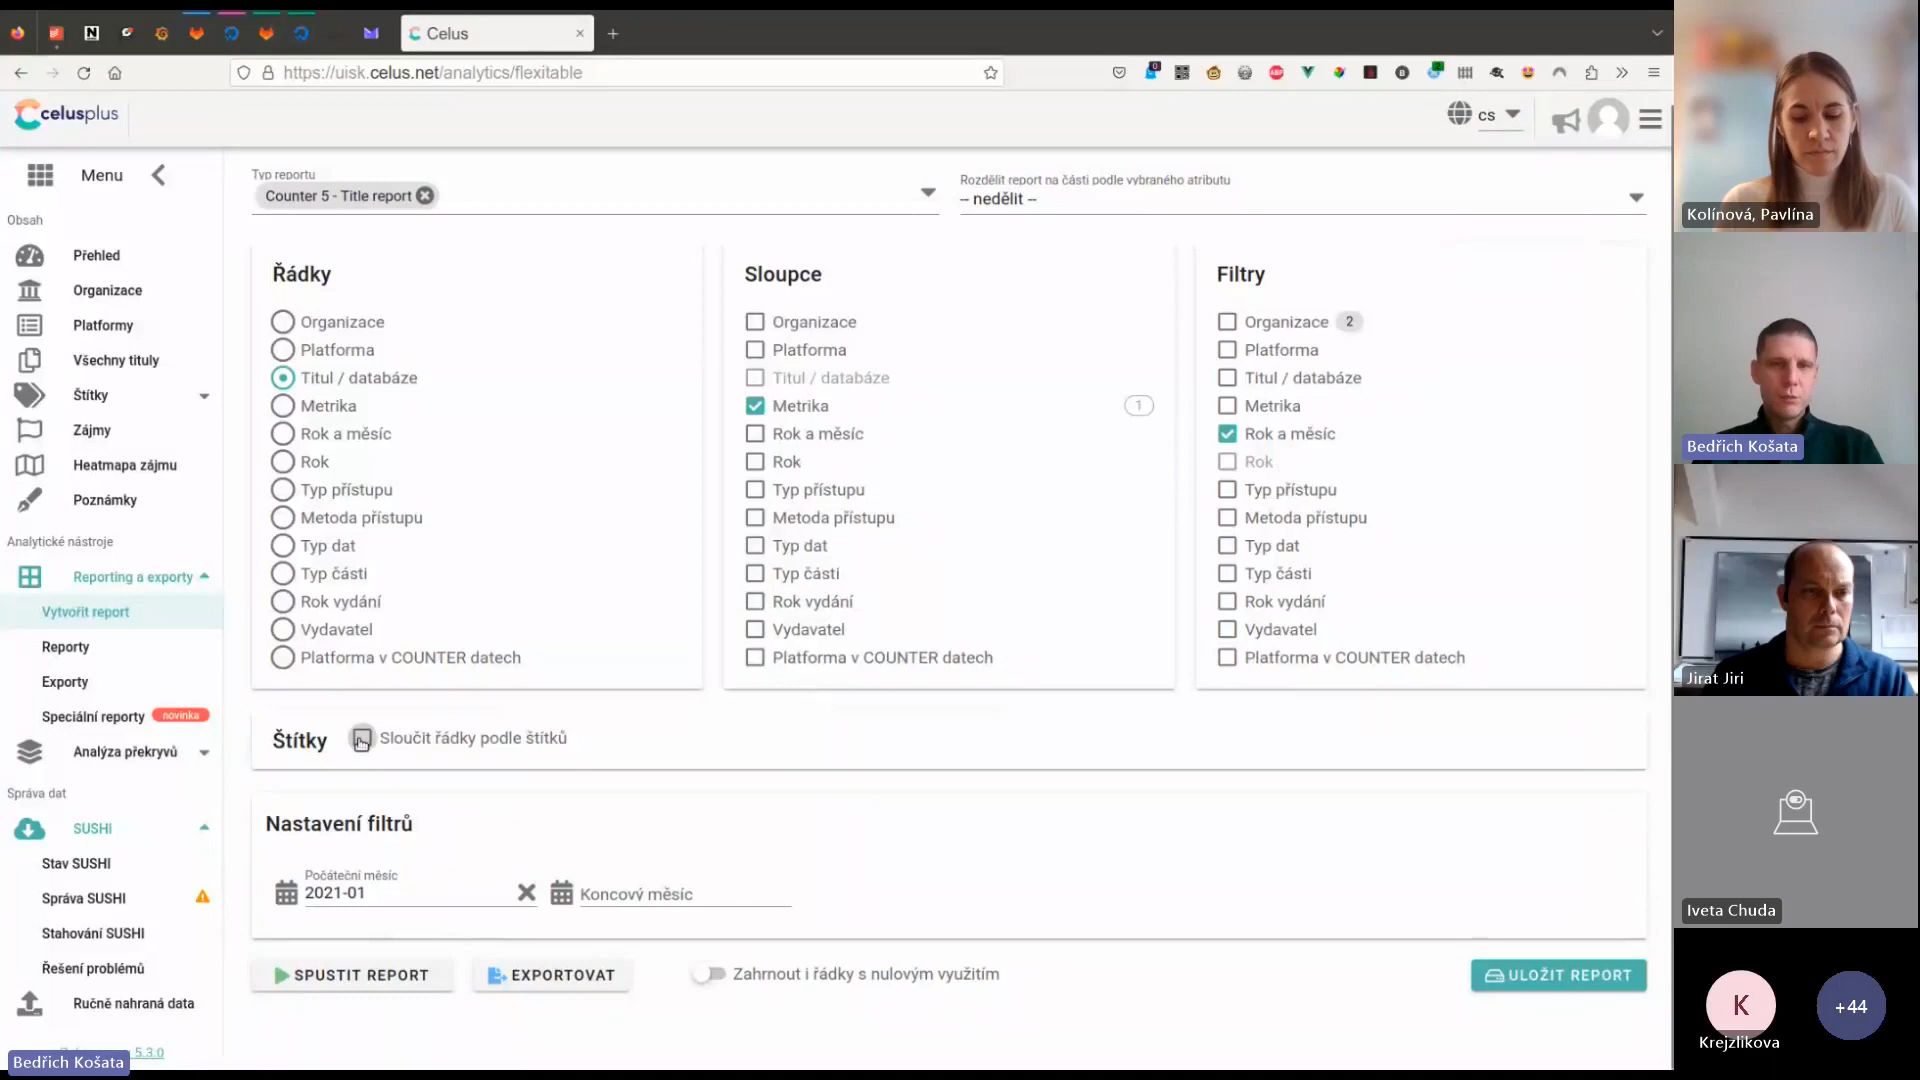 Celus
https://uisk.celus.net/analytics/flexitable
celusplus
cs
Menu
Obsah
Přehled
Organizace
Platformy
Všechny tituly
Štítky
Zájmy
Heatmapa zájmu
Poznámky
Analytické nástroje
Reporting a exporty
Vytvořit report
Reporty
Exporty
Speciální reporty novinka
Analýza překryvů
Správa dat
SUSHI
Stav SUSHI
Správa SUSHI
Stahování SUSHI
Řešení problémů
Ručně nahraná data
5.3.0
Bedřich Košata
Typ reportu
Counter 5 - Title report
Rozdělit report na části podle vybraného atributu
-- nedělit --
Řádky
Organizace
Platforma
Titul / databáze
Metrika
Rok a měsíc
Rok
Typ přístupu
Metoda přístupu
Typ dat
Typ části
Rok vydání
Vydavatel
Platforma v COUNTER datech
Sloupce
Organizace
Platforma
Titul / databáze
Metrika 1
Rok a měsíc
Rok
Typ přístupu
Metoda přístupu
Typ dat
Typ části
Rok vydání
Vydavatel
Platforma v COUNTER datech
Filtry
Organizace 2
Platforma
Titul / databáze
Metrika
Rok a měsíc
Rok
Typ přístupu
Metoda přístupu
Typ dat
Typ části
Rok vydání
Vydavatel
Platforma v COUNTER datech
Štítky
Sloučit řádky podle štítků
Nastavení filtrů
Počáteční měsíc
2021-01
Koncový měsíc
SPUSTIT REPORT
EXPORTOVAT
Zahrnout i řádky s nulovým využitím
ULOŽIT REPORT
Kolínová, Pavlína
Bedřich Košata
Jirat Jiri
Iveta Chuda
K
Krejzlikova
+44